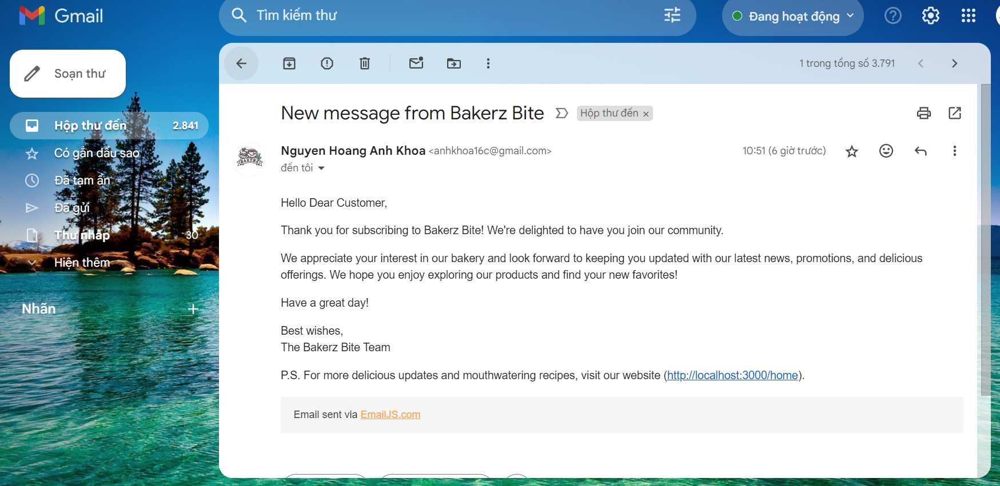 Gmail
Tìm kiếm thư
Đang hoạt động
Soạn thư
1 trong tổng số 3.791
Hộp thư đến 2.841
Có gắn dấu sao
Đã tạm ẩn
Đã gửi
Thư nháp 30
Hiện thêm
Nhãn
New message from Bakerz Bite
Hộp thư đến ×
BAKERZ
Nguyen Hoang Anh Khoa <anhkhoa16c@gmail.com>
10:51 (6 giờ trước)
đến tôi
Hello Dear Customer,
Thank you for subscribing to Bakerz Bite! We're delighted to have you join our community.
We appreciate your interest in our bakery and look forward to keeping you updated with our latest news, promotions, and delicious
offerings. We hope you enjoy exploring our products and find your new favorites!
Have a great day!
Best wishes,
The Bakerz Bite Team
P.S. For more delicious updates and mouthwatering recipes, visit our website (http://localhost:3000/home).
Email sent via EmailJS.com